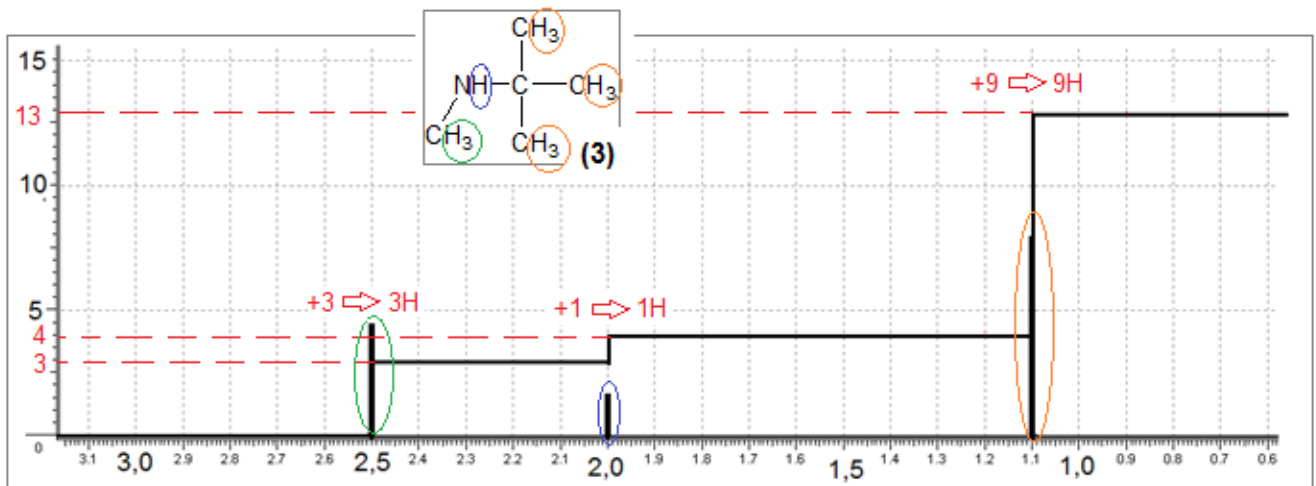 CH3
NH C CH3
CH3 CH3 (3)
+9 ⇨ 9H
15
13
10
+3 ⇨ 3H
+1 ⇨ 1H
5
4
3
0
3.1 3,0 2.9 2.8 2.7 2.6 2,5 2.4 2.3 2.2 2.1 2,0 1.9 1.8 1.7 1.6 1,5 1.4 1.3 1.2 1.1 1,0 0.9 0.8 0.7 0.6